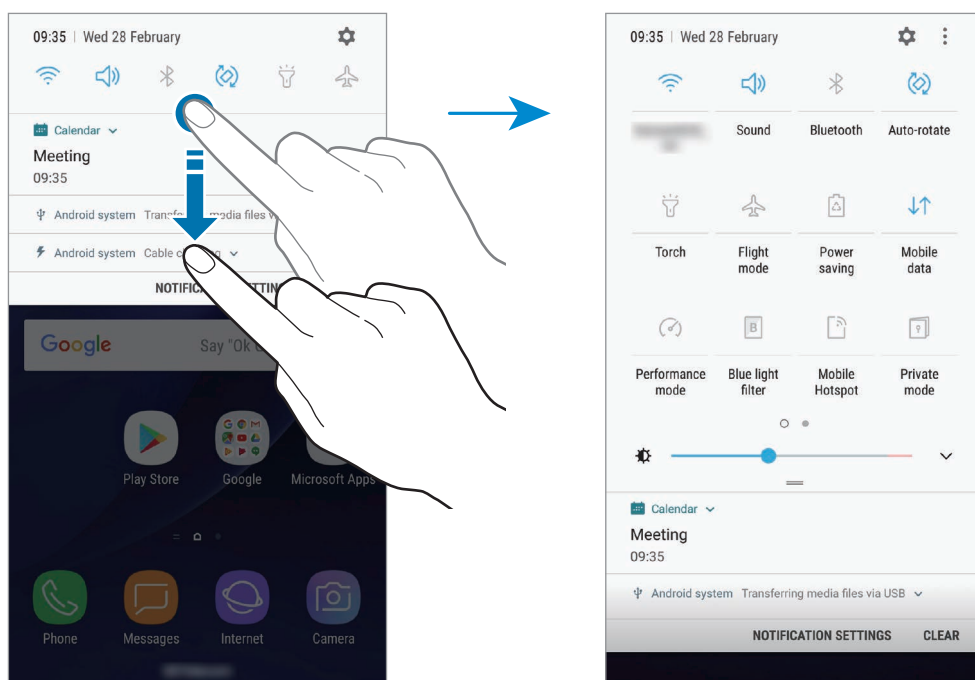 09:35 | Wed 28 February
Calendar
Meeting
09:35
Android system Transfe media files v
Android system Cable c
NOTIFIC TTIN
Google Say "Ok G
Play Store Google Microsoft Apps
Phone Messages Internet Camera
09:35 | Wed 28 February
Sound Bluetooth Auto-rotate
Torch Flight mode Power saving Mobile data
B
Performance mode Blue light filter Mobile Hotspot Private mode
Calendar
Meeting
09:35
Android system Transferring media files via USB
NOTIFICATION SETTINGS CLEAR